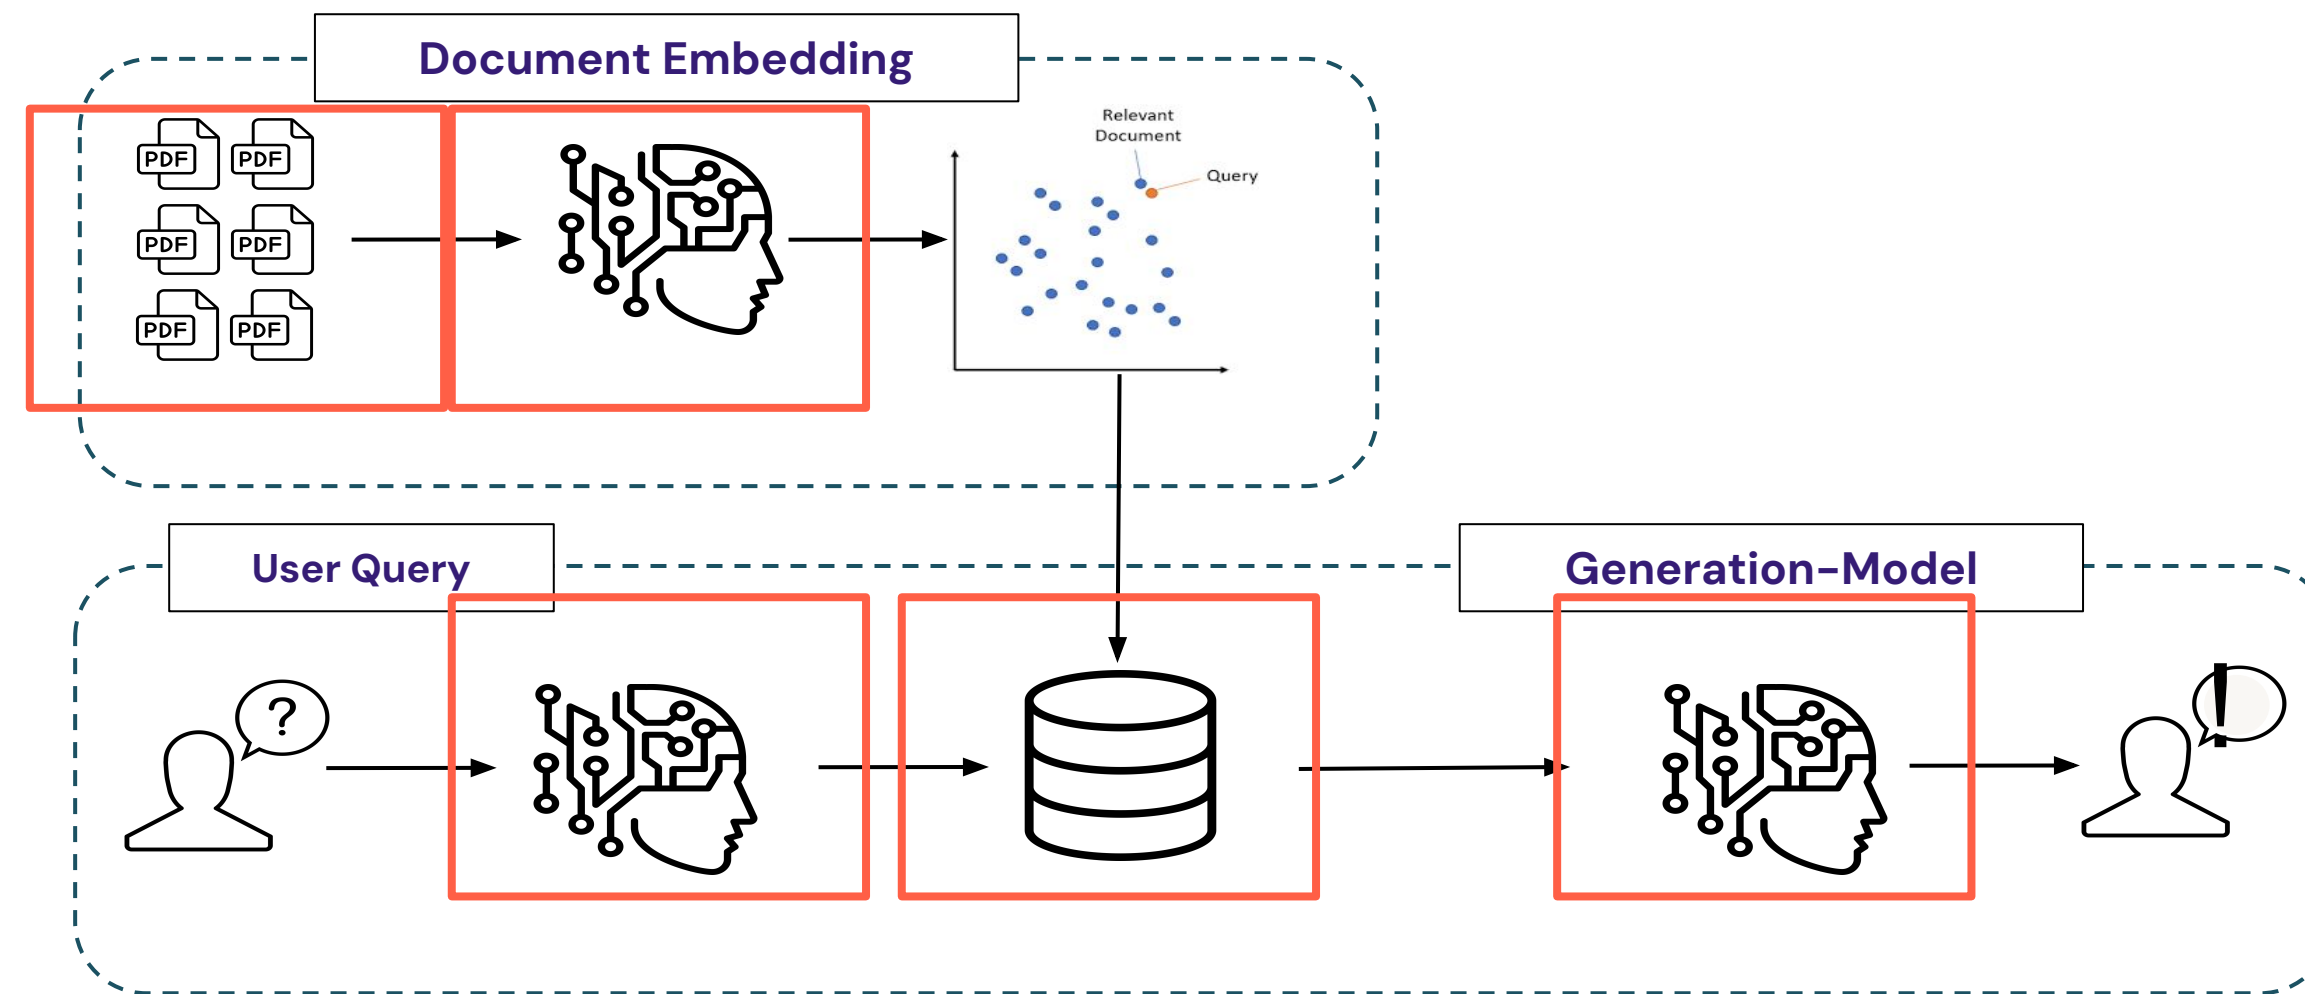 Document Embedding
PDF PDF
PDF PDF
PDF PDF
Relevant
Document
Query
User Query
Generation-Model
?
!